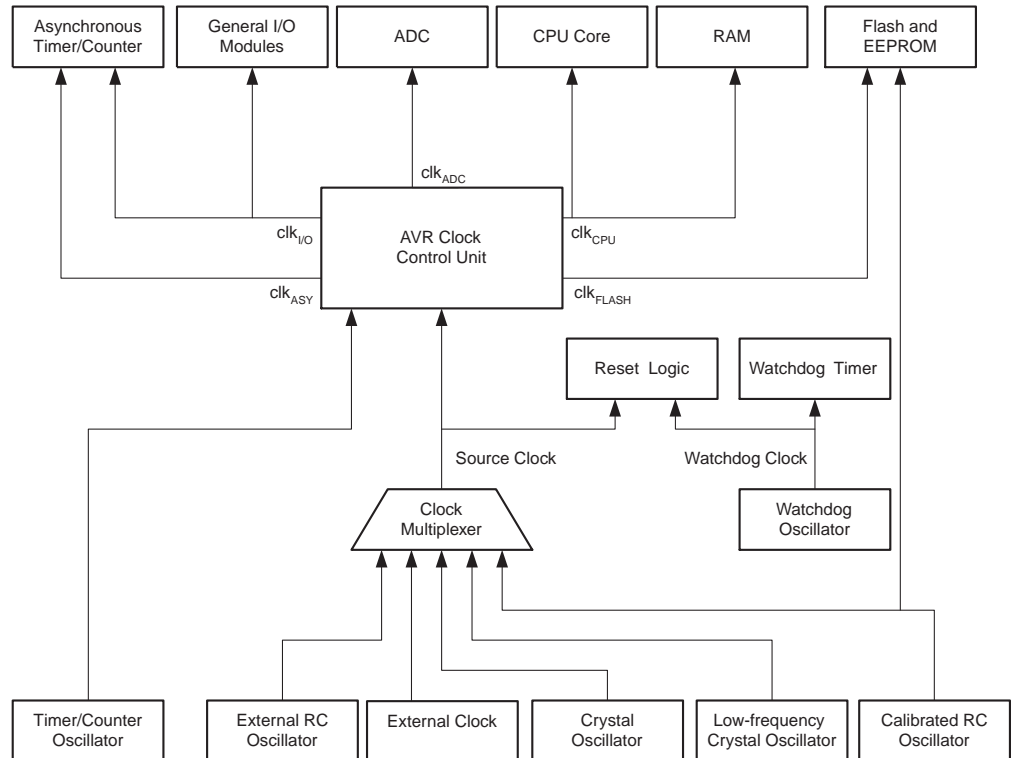 Asynchronous
Timer/Counter
General I/O
Modules
ADC
CPU Core
RAM
Flash and
EEPROM
clkADC
clkI/O
AVR Clock
Control Unit
clkCPU
clkASY
clkFLASH
Reset Logic
Watchdog Timer
Source Clock
Watchdog Clock
Clock
Multiplexer
Watchdog
Oscillator
Timer/Counter
Oscillator
External RC
Oscillator
External Clock
Crystal
Oscillator
Low-frequency
Crystal Oscillator
Calibrated RC
Oscillator